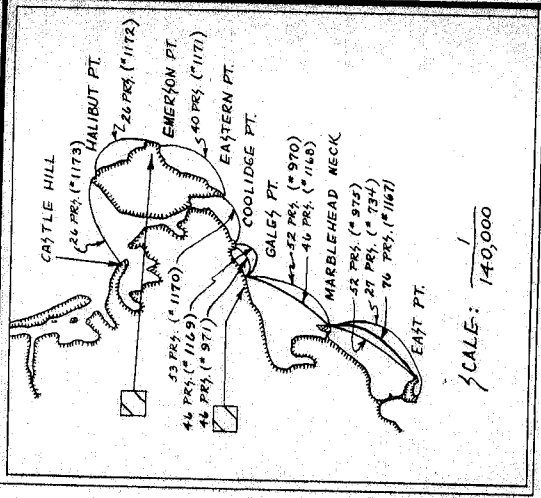 CASTLE HILL
26 PRS. (#1173)
HALIBUT PT.
26 PRS. (#1172)
EMERSON PT.
40 PRS. (#1171)
EASTERN PT.
53 PRS. (#1170)
46 PRS. (#1169)
46 PRS. (#971)
COOLIDGE PT.
GALES PT.
52 PRS. (#970)
46 PRS. (#1168)
MARBLEHEAD NECK
52 PRS. (#975)
27 PRS. (#734)
76 PRS. (#1167)
EAST PT.
SCALE: 1
140,000